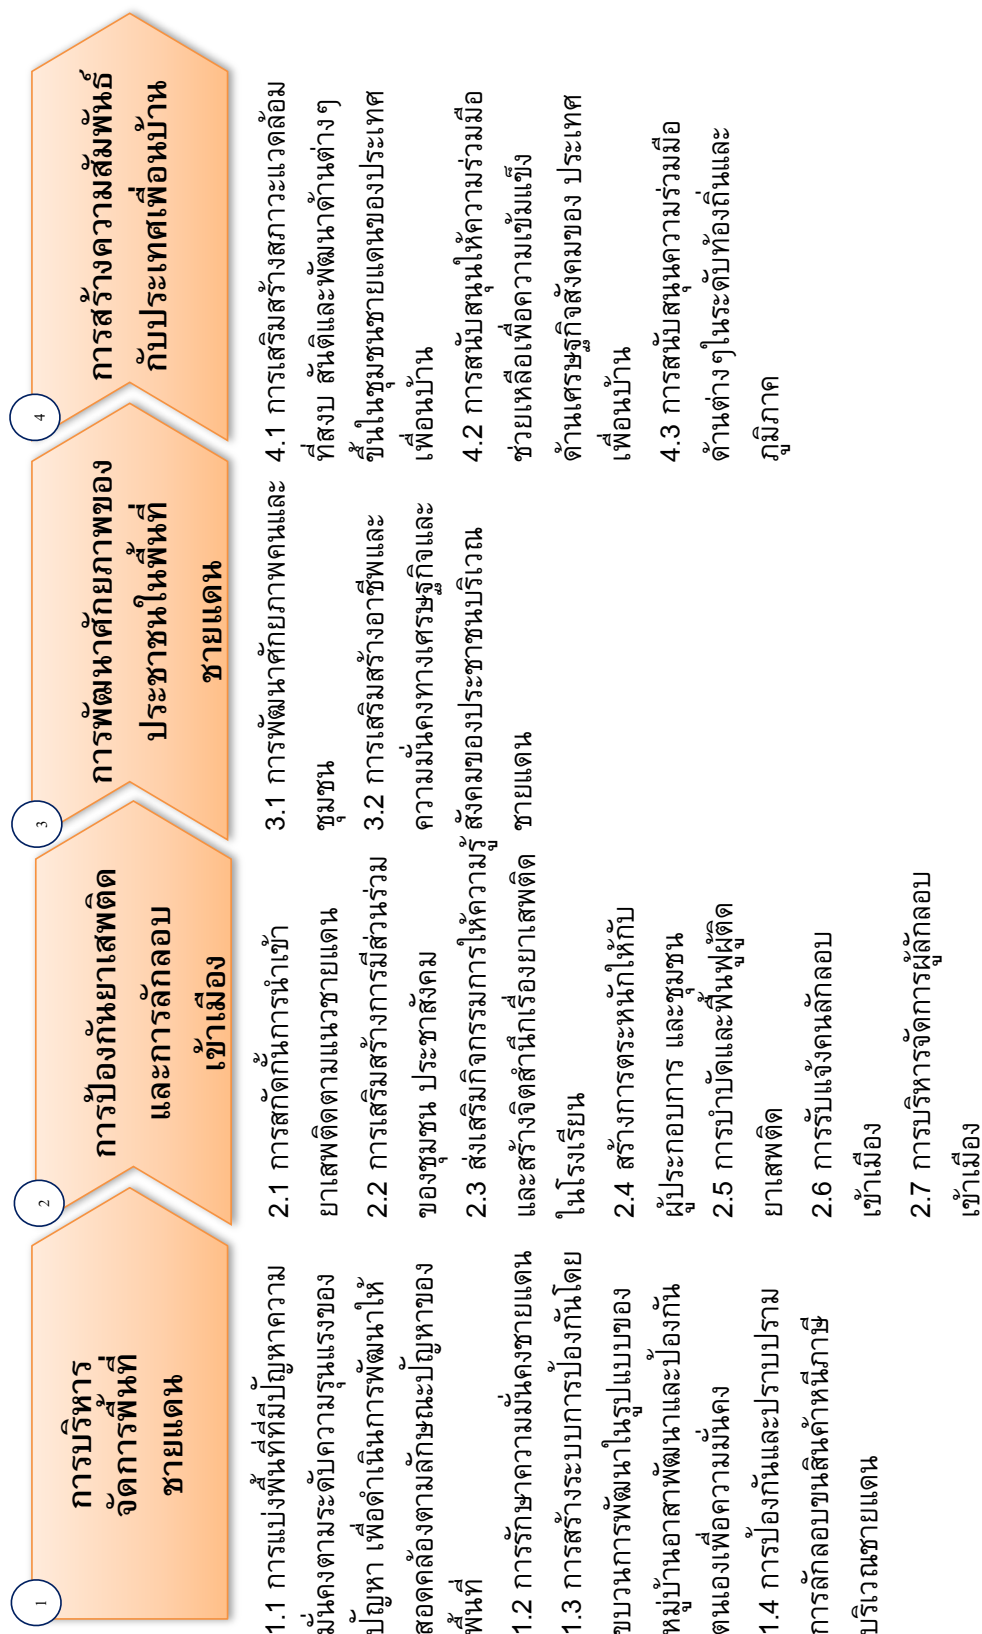 1
การบริหาร
จัดการพื้นที่
ชายแดน
1.1 การแบ่งพื้นที่ที่มีปัญหาความ
มั่นคงตามระดับความรุนแรงของ
ปัญหา เพื่อดำเนินการพัฒนาให้
สอดคล้องตามลักษณะปัญหาของ
พื้นที่
1.2 การรักษาความมั่นคงชายแดน
1.3 การสร้างระบบการป้องกันโดย
ขบวนการพัฒนาในรูปแบบของ
หมู่บ้านอาสาพัฒนาและป้องกัน
ตนเองเพื่อความมั่นคง
1.4 การป้องกันและปราบปราม
การลักลอบขนสินค้าหนีภาษี
บริเวณชายแดน
2
การป้องกันยาเสพติด
และการลักลอบ
เข้าเมือง
2.1 การสกัดกั้นการนำเข้า
ยาเสพติดตามแนวชายแดน
2.2 การเสริมสร้างการมีส่วนร่วม
ของชุมชน ประชาสังคม
2.3 ส่งเสริมกิจกรรมการให้ความรู้
และสร้างจิตสำนึกเรื่องยาเสพติด
ในโรงเรียน
2.4 สร้างการตระหนักให้กับ
ผู้ประกอบการ และชุมชน
2.5 การบำบัดและฟื้นฟูผู้ติด
ยาเสพติด
2.6 การรับแจ้งคนลักลอบ
เข้าเมือง
2.7 การบริหารจัดการผู้ลักลอบ
เข้าเมือง
3
การพัฒนาศักยภาพของ
ประชาชนในพื้นที่
ชายแดน
3.1 การพัฒนาศักยภาพคนและ
ชุมชน
3.2 การเสริมสร้างอาชีพและ
ความมั่นคงทางเศรษฐกิจและ
สังคมของประชาชนบริเวณ
ชายแดน
4
การสร้างความสัมพันธ์
กับประเทศเพื่อนบ้าน
4.1 การเสริมสร้างสภาวะแวดล้อม
ที่สงบ สันติและพัฒนาด้านต่างๆ
ขึ้นในชุมชนชายแดนของประเทศ
เพื่อนบ้าน
4.2 การสนับสนุนให้ความร่วมมือ
ช่วยเหลือเพื่อความเข้มแข็ง
ด้านเศรษฐกิจสังคมของ ประเทศ
เพื่อนบ้าน
4.3 การสนับสนุนความร่วมมือ
ด้านต่างๆในระดับท้องถิ่นและ
ภูมิภาค